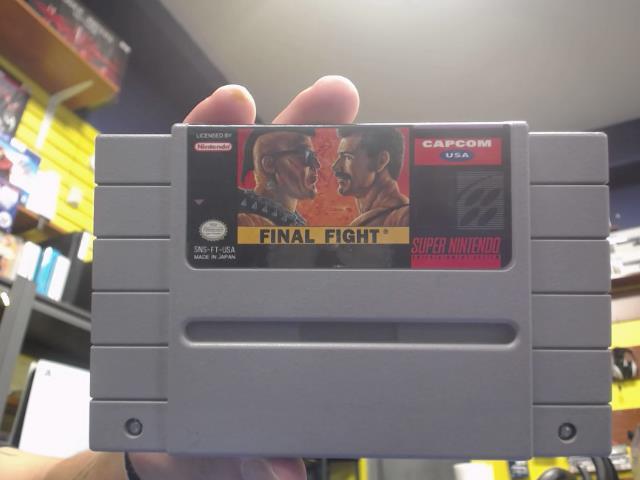 LICENSED BY
Nintendo
CAPCOM
USA
FINAL FIGHT®
SNS-FT-USA
MADE IN JAPAN
SUPER NINTENDO